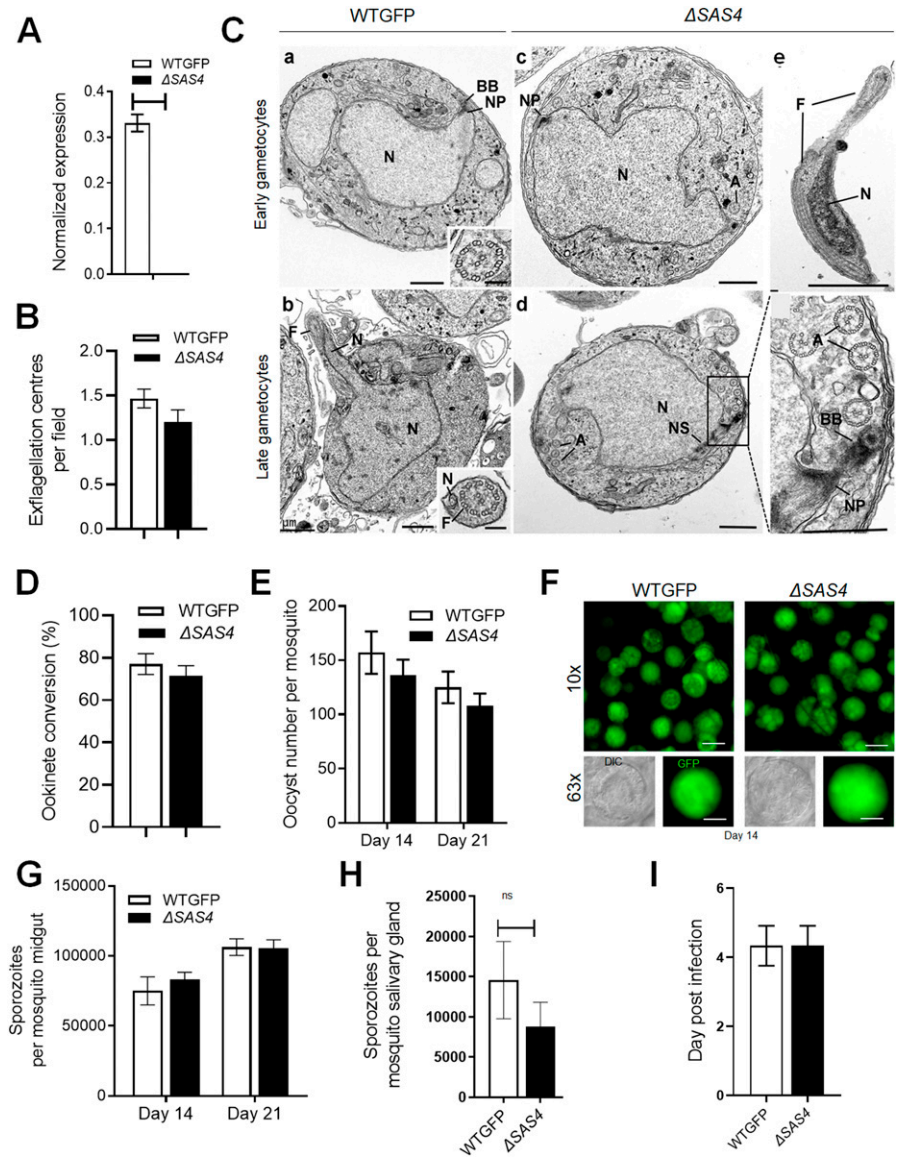 A
WTGFP
ΔSAS4
0.4
0.3
0.2
0.1
0.0
Normalized expression
B
WTGFP
ΔSAS4
2.0
1.5
1.0
0.5
0.0
Exflagellation centres
per field
C
WTGFP
ΔSAS4
Early gametocytes
Late gametocytes
a
BB
NP
N
c
NP
N
A
e
F
N
b
F
N
N
N
F
µm
d
N
NS
A
A
BB
NP
D
WTGFP
ΔSAS4
100
80
60
40
20
0
Ookinete conversion (%)
E
WTGFP
ΔSAS4
200
150
100
50
0
Oocyst number per mosquito
Day 14 Day 21
F
WTGFP ΔSAS4
10x
63x
DIC
GFP
Day 14
G
WTGFP
ΔSAS4
150000
100000
50000
0
Sporozoites
per mosquito midgut
Day 14 Day 21
H
ns
25000
20000
15000
10000
5000
0
Sporozoites per
mosquito salivary gland
WTGFP
ΔSAS4
I
6
4
2
0
Day post infection
WTGFP
ΔSAS4